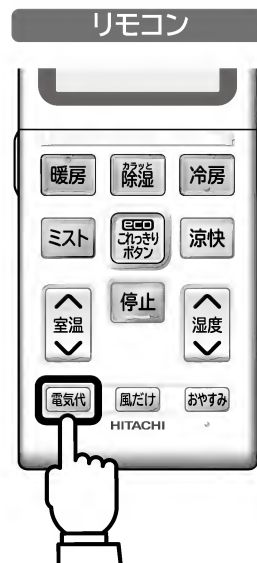 リモコン
暖房
カラッと
除湿
冷房
ミスト
eco
これっきり
ボタン
涼快
室温
停止
湿度
電気代
風だけ
おやすみ
HITACHI